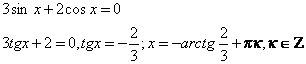 3sin x+2cos x=0
3tgx+2=0,tgx=-2/3; x=-arctg 2/3+πκ,κ∈Z